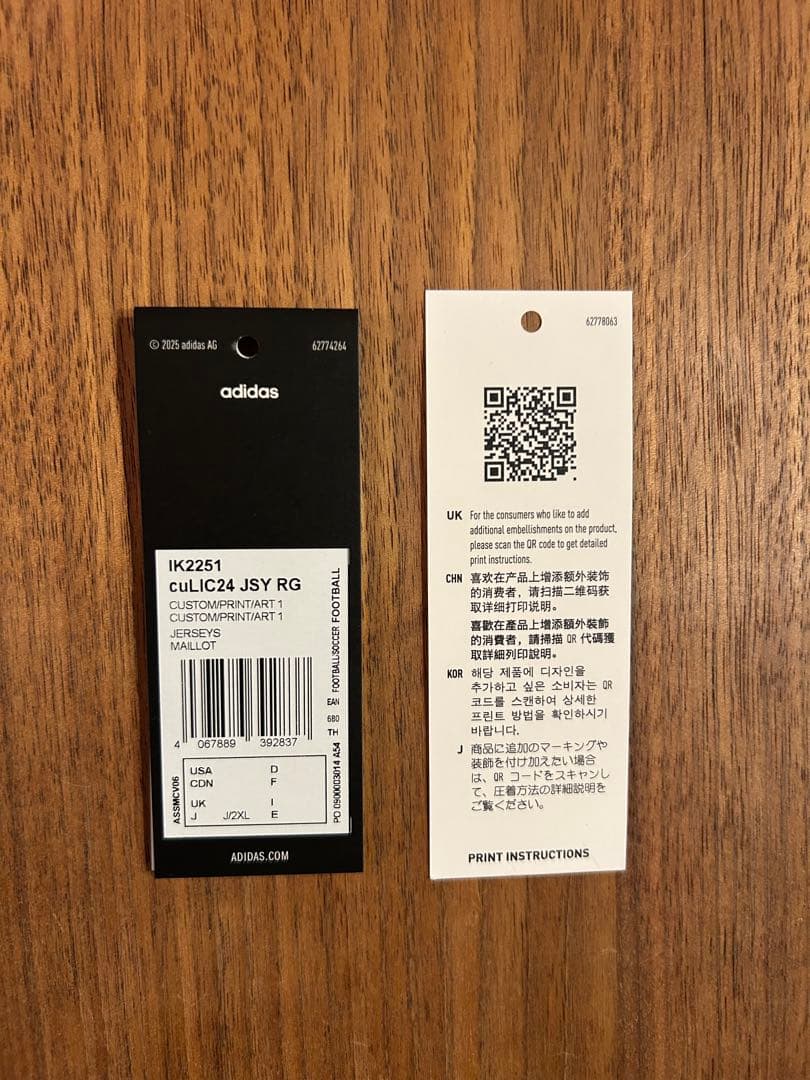 © 2025 adidas AG
62774264
adidas
IK2251
cuLIC24 JSY RG
CUSTOM/PRINT/ART 1
CUSTOM/PRINT/ART 1
JERSEYS
MAILLOT
4 067889 392837
FOOTBALL/SOCCER FOOTBALL
EAN
680
TH
PO 0900003014 A54
ASSMCV06
USA D
CDN F
UK I
J J/2XL E
ADIDAS.COM
62778063
UK For the consumers who like to add
additional embellishments on the product,
please scan the QR code to get detailed
print instructions.
CHN 喜欢在产品上增添额外装饰
的消费者，请扫描二维码获
取详细打印说明。
喜歡在產品上增添額外裝飾
的消費者，請掃描 QR 代碼獲
取詳細列印說明。
KOR 해당 제품에 디자인을
추가하고 싶은 소비자는 QR
코드를 스캔하여 상세한
프린트 방법을 확인하시기
바랍니다.
J 商品に追加のマーキングや
装飾を付け加えたい場合
は、QR コードをスキャンし
て、圧着方法の詳細説明を
ご覧ください。
PRINT INSTRUCTIONS